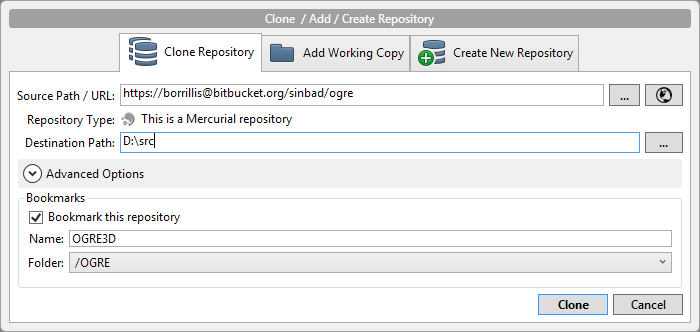 Clone / Add / Create Repository
Clone Repository
Add Working Copy
Create New Repository
Source Path / URL: https://borrillis@bitbucket.org/sinbad/ogre ...
Repository Type: This is a Mercurial repository
Destination Path: D:\src ...
Advanced Options
Bookmarks
Bookmark this repository
Name: OGRE3D
Folder: /OGRE
Clone Cancel